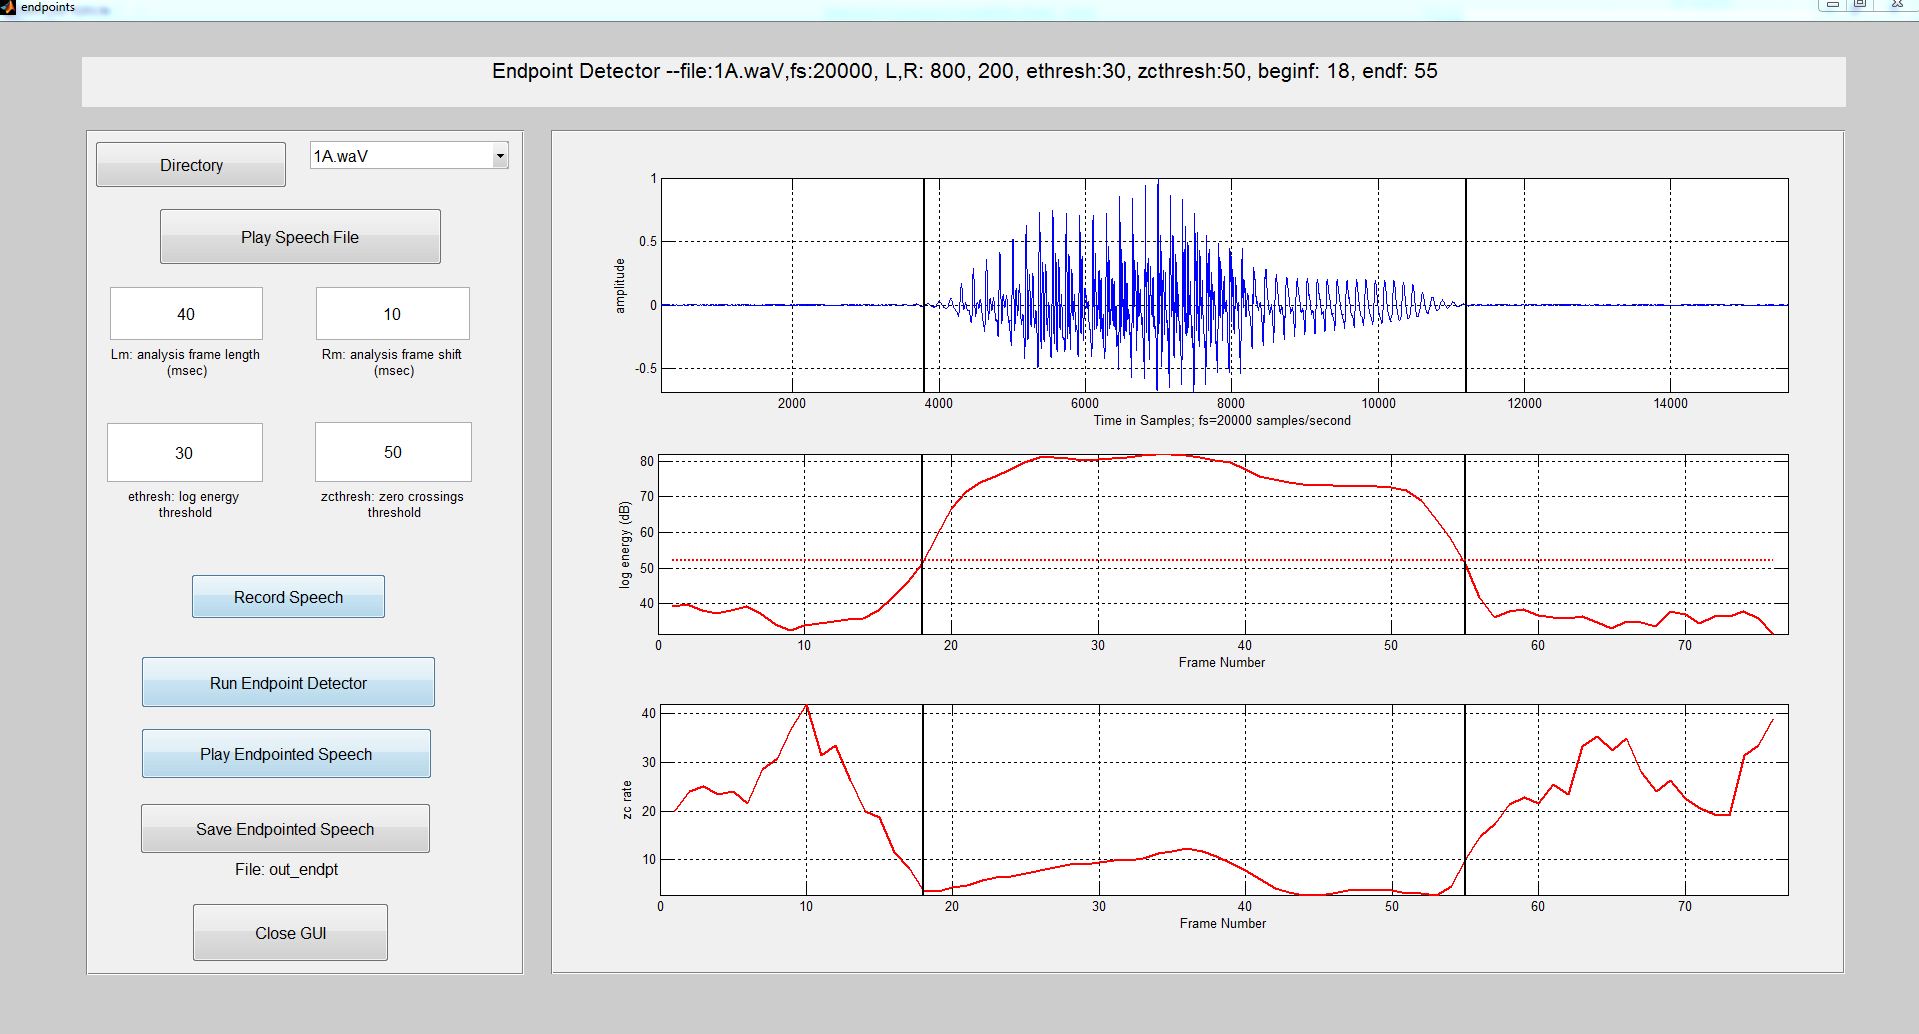 endpoints
Endpoint Detector --file:1A.waV,fs:20000, L,R: 800, 200, ethresh:30, zcthresh:50, beginf: 18, endf: 55
Directory
1A.waV
Play Speech File
40
10
Lm: analysis frame length
(msec)
Rm: analysis frame shift
(msec)
30
50
ethresh: log energy
threshold
zcthresh: zero crossings
threshold
Record Speech
Run Endpoint Detector
Play Endpointed Speech
Save Endpointed Speech
File: out_endpt
Close GUI
1
0.5
0
-0.5
amplitude
2000 4000 6000 8000 10000 12000 14000
Time in Samples; fs=20000 samples/second
80
70
60
50
40
log energy (dB)
0 10 20 30 40 50 60 70
Frame Number
40
30
20
10
zc rate
0 10 20 30 40 50 60 70
Frame Number